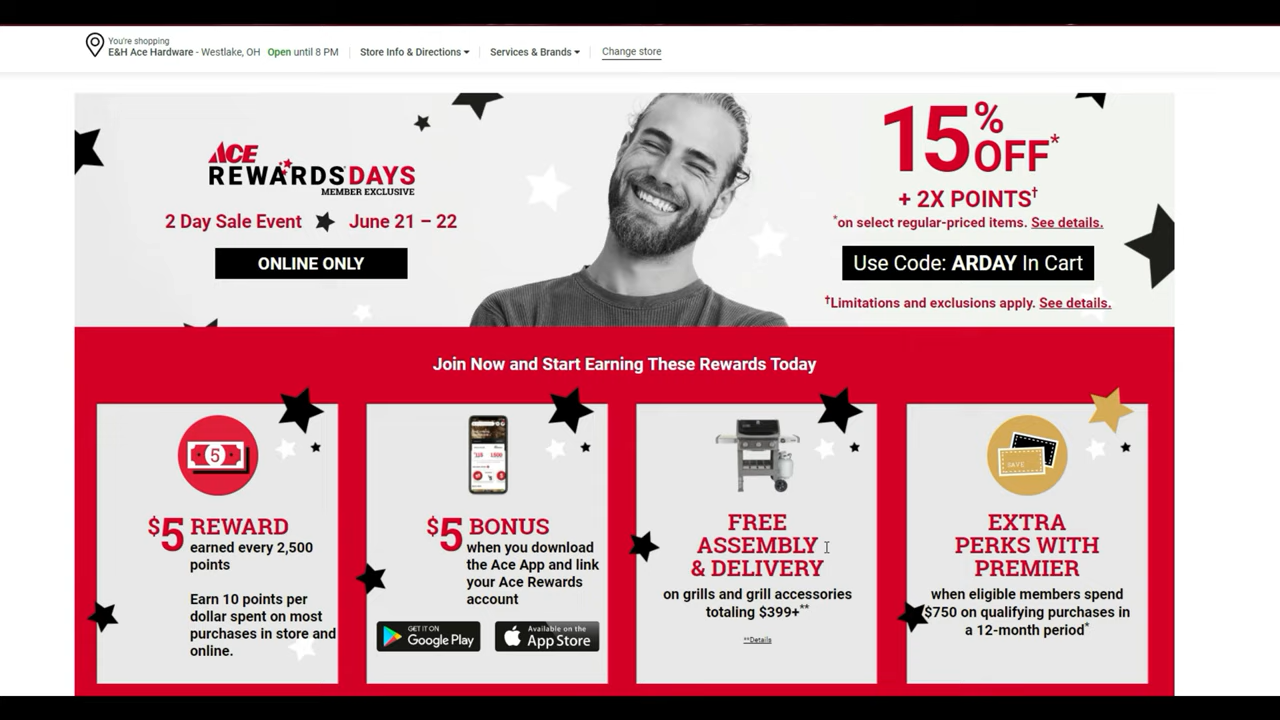 You're shopping
E&H Ace Hardware - Westlake, OH Open until 8 PM
Store Info & Directions
Services & Brands
Change store
ACE
REWARDS DAYS
MEMBER EXCLUSIVE
2 Day Sale Event June 21 – 22
ONLINE ONLY
15% OFF*
+ 2X POINTS†
*on select regular-priced items. See details.
Use Code: ARDAY In Cart
†Limitations and exclusions apply. See details.
Join Now and Start Earning These Rewards Today
5
$5 REWARD
earned every 2,500
points
Earn 10 points per
dollar spent on most
purchases in store and
online.
$5 BONUS
when you download
the Ace App and link
your Ace Rewards
account
GET IT ON
Google Play
Available on the
App Store
FREE
ASSEMBLY
& DELIVERY
on grills and grill accessories
totaling $399+**
**Details
SAVE
EXTRA
PERKS WITH
PREMIER
when eligible members spend
$750 on qualifying purchases in
a 12-month period*